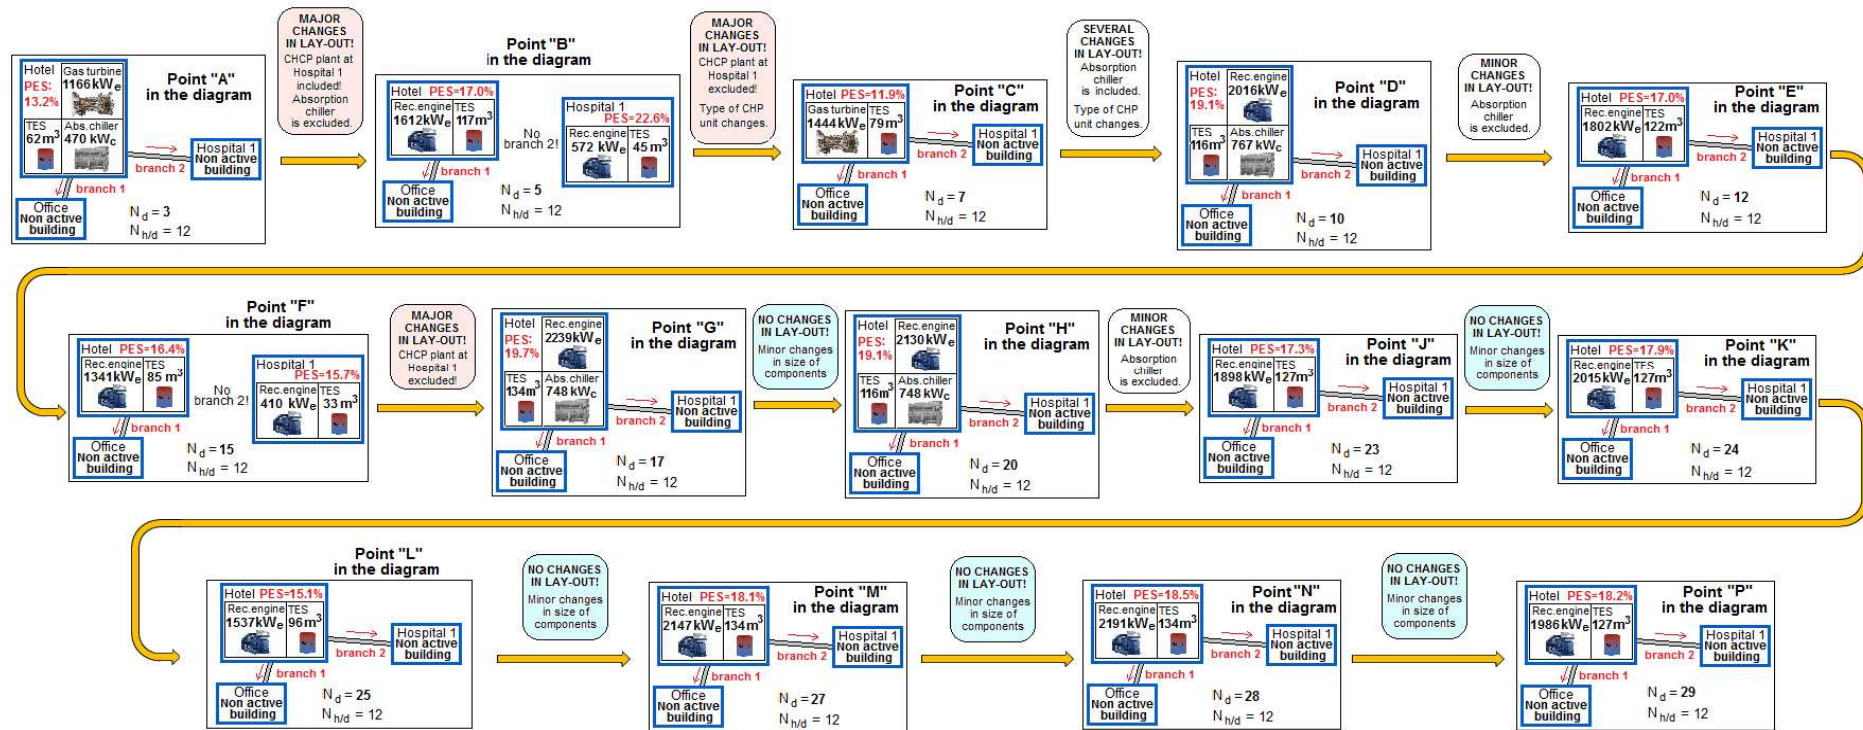 Point "A"
in the diagram
Hotel
PES:
13.2%
Gas turbine
1166kWe
TES
62m3
Abs.chiller
470 kWc
branch 1
branch 2
Hospital 1
Non active
building
Office
Non active
building
N d = 3
N h/d = 12
MAJOR
CHANGES
IN LAY-OUT!
CHCP plant at
Hospital 1
included!
Absorption
chiller
is excluded.
Point "B"
in the diagram
Hotel PES=17.0%
Rec.engine
1612kWe
TES
117m3
No
branch 2!
Hospital 1
PES=22.6%
Rec.engine
572 kWe
TES
45 m3
branch 1
Office
Non active
building
N d = 5
N h/d = 12
MAJOR
CHANGES
IN LAY-OUT!
CHCP plant at
Hospital 1
excluded!
Type of CHP
unit changes.
Point "C"
in the diagram
Hotel PES=11.9%
Gas turbine
1444kWe
TES
79m3
branch 2
Hospital 1
Non active
building
branch 1
Office
Non active
building
N d = 7
N h/d = 12
SEVERAL
CHANGES
IN LAY-OUT!
Absorption
chiller
is included.
Type of CHP
unit changes.
Point "D"
in the diagram
Hotel
PES:
19.1%
Rec.engine
2016kWe
TES
116m3
Abs.chiller
767 kWc
branch 2
Hospital 1
Non active
building
branch 1
Office
Non active
building
N d = 10
N h/d = 12
MINOR
CHANGES
IN LAY-OUT!
Absorption
chiller
is excluded.
Point "E"
in the diagram
Hotel PES=17.0%
Rec.engine
1802kWe
TES
122m3
branch 2
Hospital 1
Non active
building
branch 1
Office
Non active
building
N d = 12
N h/d = 12
Point "F"
in the diagram
Hotel PES=16.4%
Rec.engine
1341kWe
TES
85 m3
No
branch 2!
Hospital 1
PES=15.7%
Rec.engine
410 kWe
TES
33 m3
branch 1
Office
Non active
building
N d = 15
N h/d = 12
MAJOR
CHANGES
IN LAY-OUT!
CHCP plant at
Hospital 1
excluded!
Point "G"
in the diagram
Hotel
PES:
19.7%
Rec.engine
2239kWe
TES
134m3
Abs.chiller
748 kWc
branch 2
Hospital 1
Non active
building
branch 1
Office
Non active
building
N d = 17
N h/d = 12
NO CHANGES
IN LAY-OUT!
Minor changes
in size of
components
Point "H"
in the diagram
Hotel
PES:
19.1%
Rec.engine
2130kWe
TES
116m3
Abs.chiller
748 kWc
branch 2
Hospital 1
Non active
building
branch 1
Office
Non active
building
N d = 20
N h/d = 12
MINOR
CHANGES
IN LAY-OUT!
Absorption
chiller
is excluded.
Point "J"
in the diagram
Hotel PES=17.3%
Rec.engine
1898kWe
TES
127m3
branch 2
Hospital 1
Non active
building
branch 1
Office
Non active
building
N d = 23
N h/d = 12
NO CHANGES
IN LAY-OUT!
Minor changes
in size of
components
Point "K"
in the diagram
Hotel PES=17.9%
Rec.engine
2015kWe
TES
127m3
branch 2
Hospital 1
Non active
building
branch 1
Office
Non active
building
N d = 24
N h/d = 12
Point "L"
in the diagram
Hotel PES=15.1%
Rec.engine
1537kWe
TES
96m3
branch 2
Hospital 1
Non active
building
branch 1
Office
Non active
building
N d = 25
N h/d = 12
NO CHANGES
IN LAY-OUT!
Minor changes
in size of
components
Point "M"
in the diagram
Hotel PES=18.1%
Rec.engine
2147kWe
TES
134m3
branch 2
Hospital 1
Non active
building
branch 1
Office
Non active
building
N d = 27
N h/d = 12
NO CHANGES
IN LAY-OUT!
Minor changes
in size of
components
Point "N"
in the diagram
Hotel PES=18.5%
Rec.engine
2191kWe
TES
134m3
branch 2
Hospital 1
Non active
building
branch 1
Office
Non active
building
N d = 28
N h/d = 12
NO CHANGES
IN LAY-OUT!
Minor changes
in size of
components
Point "P"
in the diagram
Hotel PES=18.2%
Rec.engine
1986kWe
TES
127m3
branch 2
Hospital 1
Non active
building
branch 1
Office
Non active
building
N d = 29
N h/d = 12